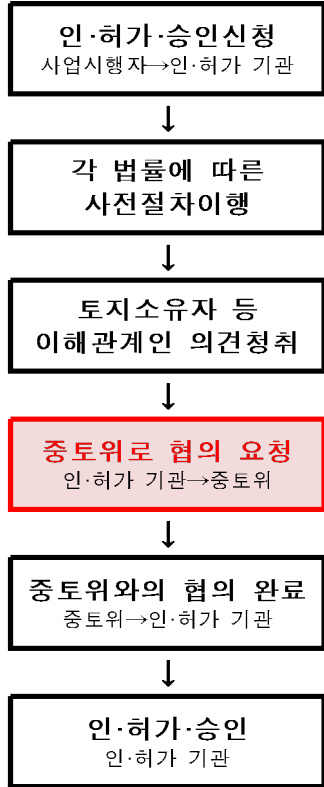 인·허가·승인신청
사업시행자→인·허가 기관
↓
각 법률에 따른
사전절차이행
↓
토지소유자 등
이해관계인 의견청취
↓
중토위로 협의 요청
인·허가 기관→중토위
↓
중토위와의 협의 완료
중토위→인·허가 기관
↓
인·허가·승인
인·허가 기관